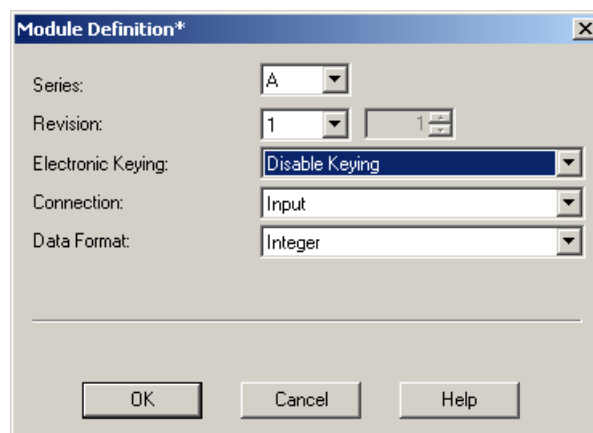 Module Definition*
Series: A
Revision: 1 1
Electronic Keying: Disable Keying
Connection: Input
Data Format: Integer
OK Cancel Help